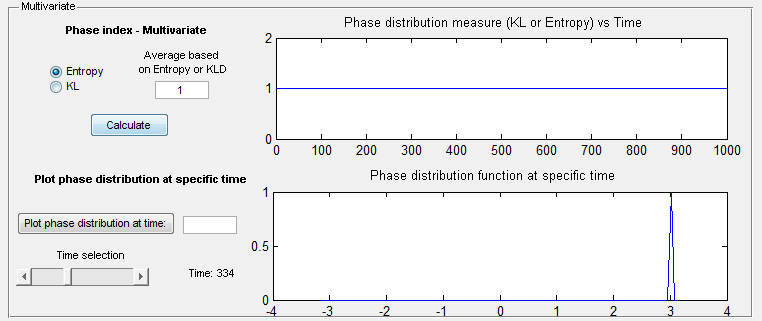 Multivariate
Phase index - Multivariate
Average based
on Entropy or KLD
Entropy
KL
1
Calculate
Phase distribution measure (KL or Entropy) vs Time
2
1
0
0 100 200 300 400 500 600 700 800 900 1000
Plot phase distribution at specific time
Plot phase distribution at time:
Time selection
Time: 334
Phase distribution function at specific time
1
0.5
0
-4 -3 -2 -1 0 1 2 3 4